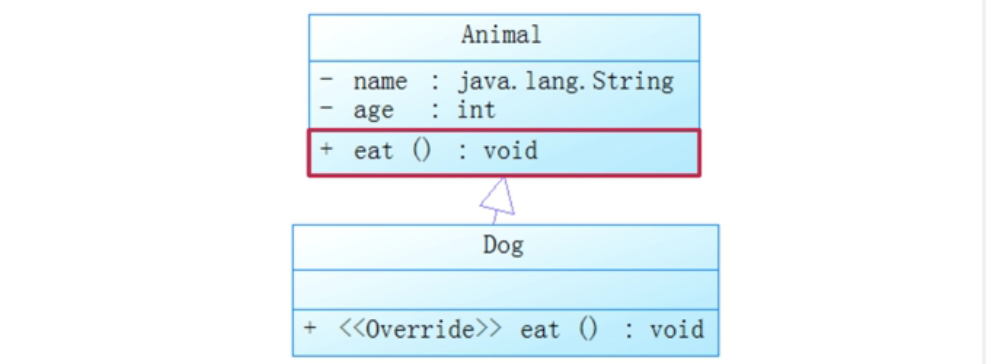 Animal
- name : java.lang.String
- age : int
+ eat () : void
Dog
+ <<Override>> eat () : void